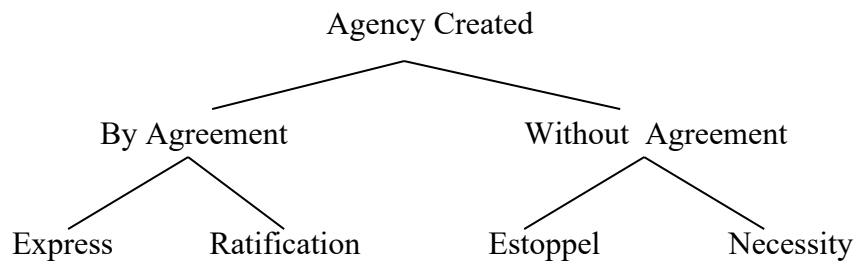 Agency Created
By Agreement Without Agreement
Express Ratification Estoppel Necessity